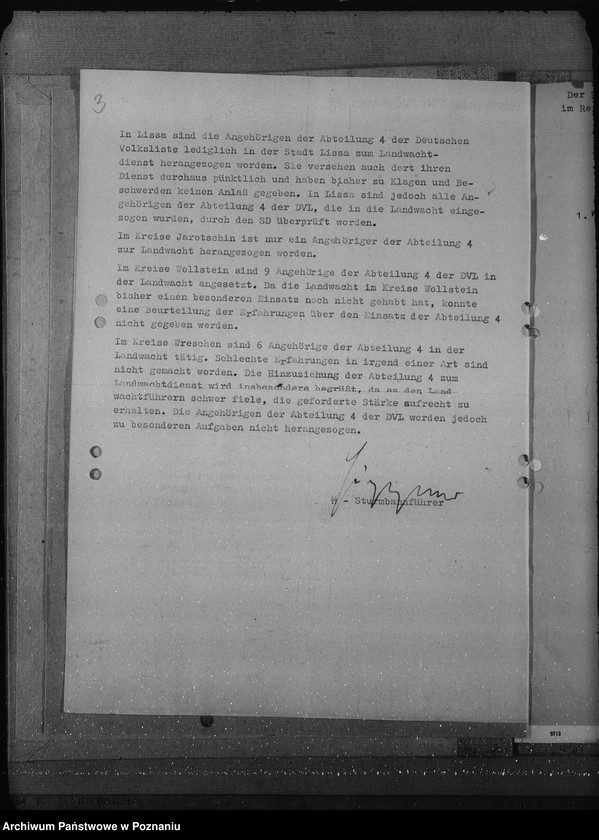 3
In Lissa sind die Angehörigen der Abteilung 4 der Deutschen
Volksliste lediglich in der Stadt Lissa zum Landwacht-
dienst herangezogen worden. Sie versehen auch dort ihren
Dienst durchaus pünktlich und haben bisher zu Klagen und Be-
schwerden keinen Anlaß gegeben. In Lissa sind jedoch alle An-
gehörigen der Abteilung 4 der DVL, die in die Landwacht einge-
zogen wurden, durch den SD überprüft worden.
Im Kreise Jarotschin ist nur ein Angehöriger der Abteilung 4
zur Landwacht herangezogen worden.
Im Kreise Wollstein sind 9 Angehörige der Abteilung 4 der DVL in
der Landwacht angesetzt. Da die Landwacht im Kreise Wollstein
bisher einen besonderen Einsatz noch nicht gehabt hat, konnte
eine Beurteilung der Erfahrungen über den Einsatz der Abteilung 4
nicht gegeben werden.
Im Kreise Wreschen sind 6 Angehörige der Abteilung 4 in der
Landwacht tätig. Schlechte Erfahrungen in irgend einer Art sind
nicht gemacht worden. Die Hinzuziehung der Abteilung 4 zum
Landwachtdienst wird insbesondere begrüßt, da es den Land-
wachtführern schwer fiele, die geforderte Stärke aufrecht zu
erhalten. Die Angehörigen der Abteilung 4 der DVL werden jedoch
zu besonderen Aufgaben nicht herangezogen.
- Sturmbannführer
Der
im Re
1.
9713
Archiwum Państwowe w Poznaniu